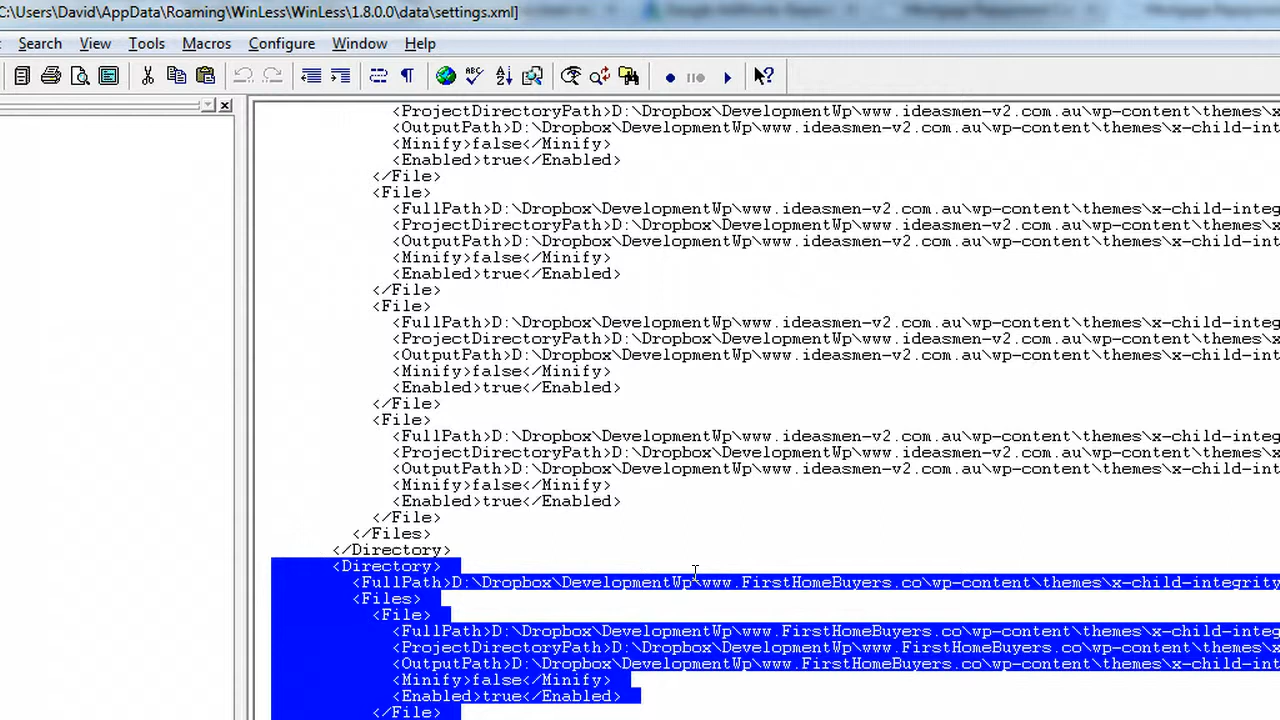 C:\Users\David\AppData\Roaming\WinLess\WinLess\1.8.0.0\data\settings.xml]
Search View Tools Macros Configure Window Help
<ProjectDirectoryPath>D:\Dropbox\DevelopmentWp\www.ideasmen-v2.com.au\wp-content\themes\x
<OutputPath>D:\Dropbox\DevelopmentWp\www.ideasmen-v2.com.au\wp-content\themes\x-child-int
<Minify>false</Minify>
<Enabled>true</Enabled>
</File>
<File>
<FullPath>D:\Dropbox\DevelopmentWp\www.ideasmen-v2.com.au\wp-content\themes\x-child-integ
<ProjectDirectoryPath>D:\Dropbox\DevelopmentWp\www.ideasmen-v2.com.au\wp-content\themes\x
<OutputPath>D:\Dropbox\DevelopmentWp\www.ideasmen-v2.com.au\wp-content\themes\x-child-int
<Minify>false</Minify>
<Enabled>true</Enabled>
</File>
<File>
<FullPath>D:\Dropbox\DevelopmentWp\www.ideasmen-v2.com.au\wp-content\themes\x-child-integ
<ProjectDirectoryPath>D:\Dropbox\DevelopmentWp\www.ideasmen-v2.com.au\wp-content\themes\x
<OutputPath>D:\Dropbox\DevelopmentWp\www.ideasmen-v2.com.au\wp-content\themes\x-child-int
<Minify>false</Minify>
<Enabled>true</Enabled>
</File>
<File>
<FullPath>D:\Dropbox\DevelopmentWp\www.ideasmen-v2.com.au\wp-content\themes\x-child-integ
<ProjectDirectoryPath>D:\Dropbox\DevelopmentWp\www.ideasmen-v2.com.au\wp-content\themes\x
<OutputPath>D:\Dropbox\DevelopmentWp\www.ideasmen-v2.com.au\wp-content\themes\x-child-int
<Minify>false</Minify>
<Enabled>true</Enabled>
</File>
</Files>
</Directory>
<Directory>
<FullPath>D:\Dropbox\DevelopmentWp\www.FirstHomeBuyers.co\wp-content\themes\x-child-integrity
<Files>
<File>
<FullPath>D:\Dropbox\DevelopmentWp\www.FirstHomeBuyers.co\wp-content\themes\x-child-integ
<ProjectDirectoryPath>D:\Dropbox\DevelopmentWp\www.FirstHomeBuyers.co\wp-content\themes\x
<OutputPath>D:\Dropbox\DevelopmentWp\www.FirstHomeBuyers.co\wp-content\themes\x-child-int
<Minify>false</Minify>
<Enabled>true</Enabled>
</File>